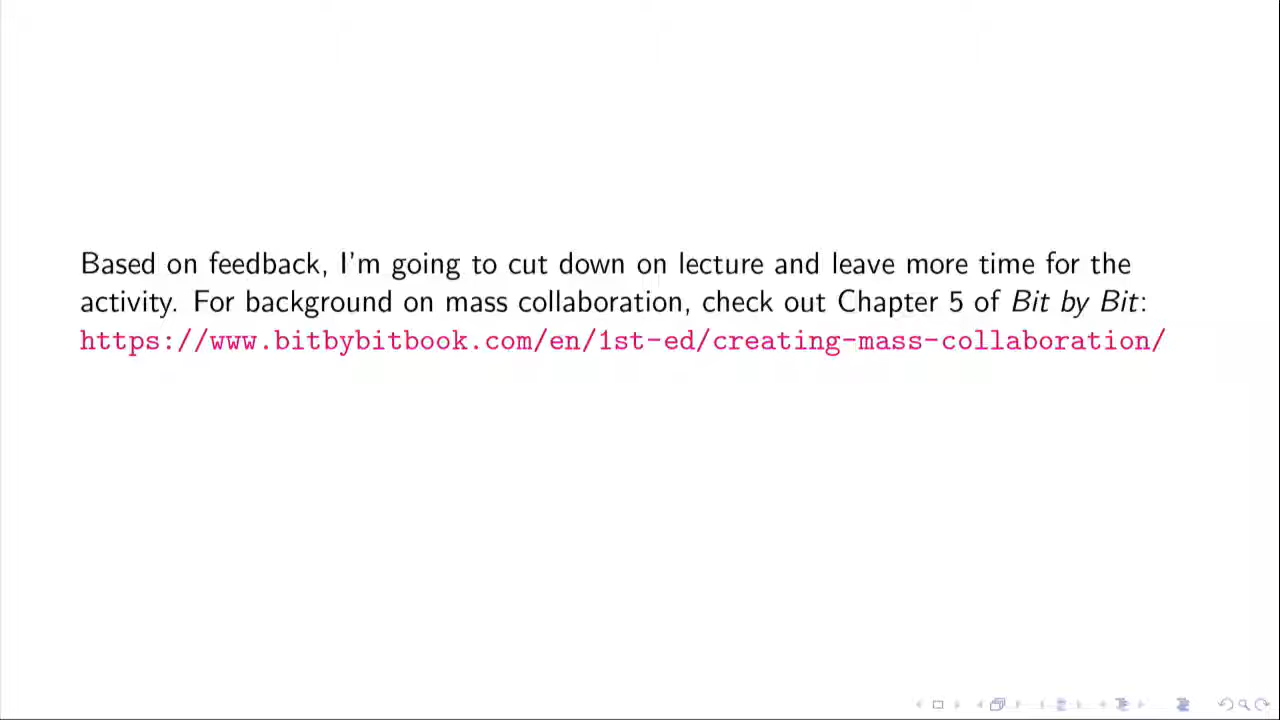 Based on feedback, I'm going to cut down on lecture and leave more time for the
activity. For background on mass collaboration, check out Chapter 5 of Bit by Bit:
https://www.bitbybitbook.com/en/1st-ed/creating-mass-collaboration/